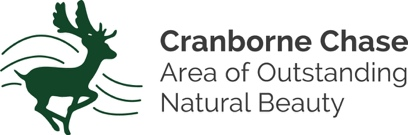 Cranborne Chase
Area of Outstanding
Natural Beauty